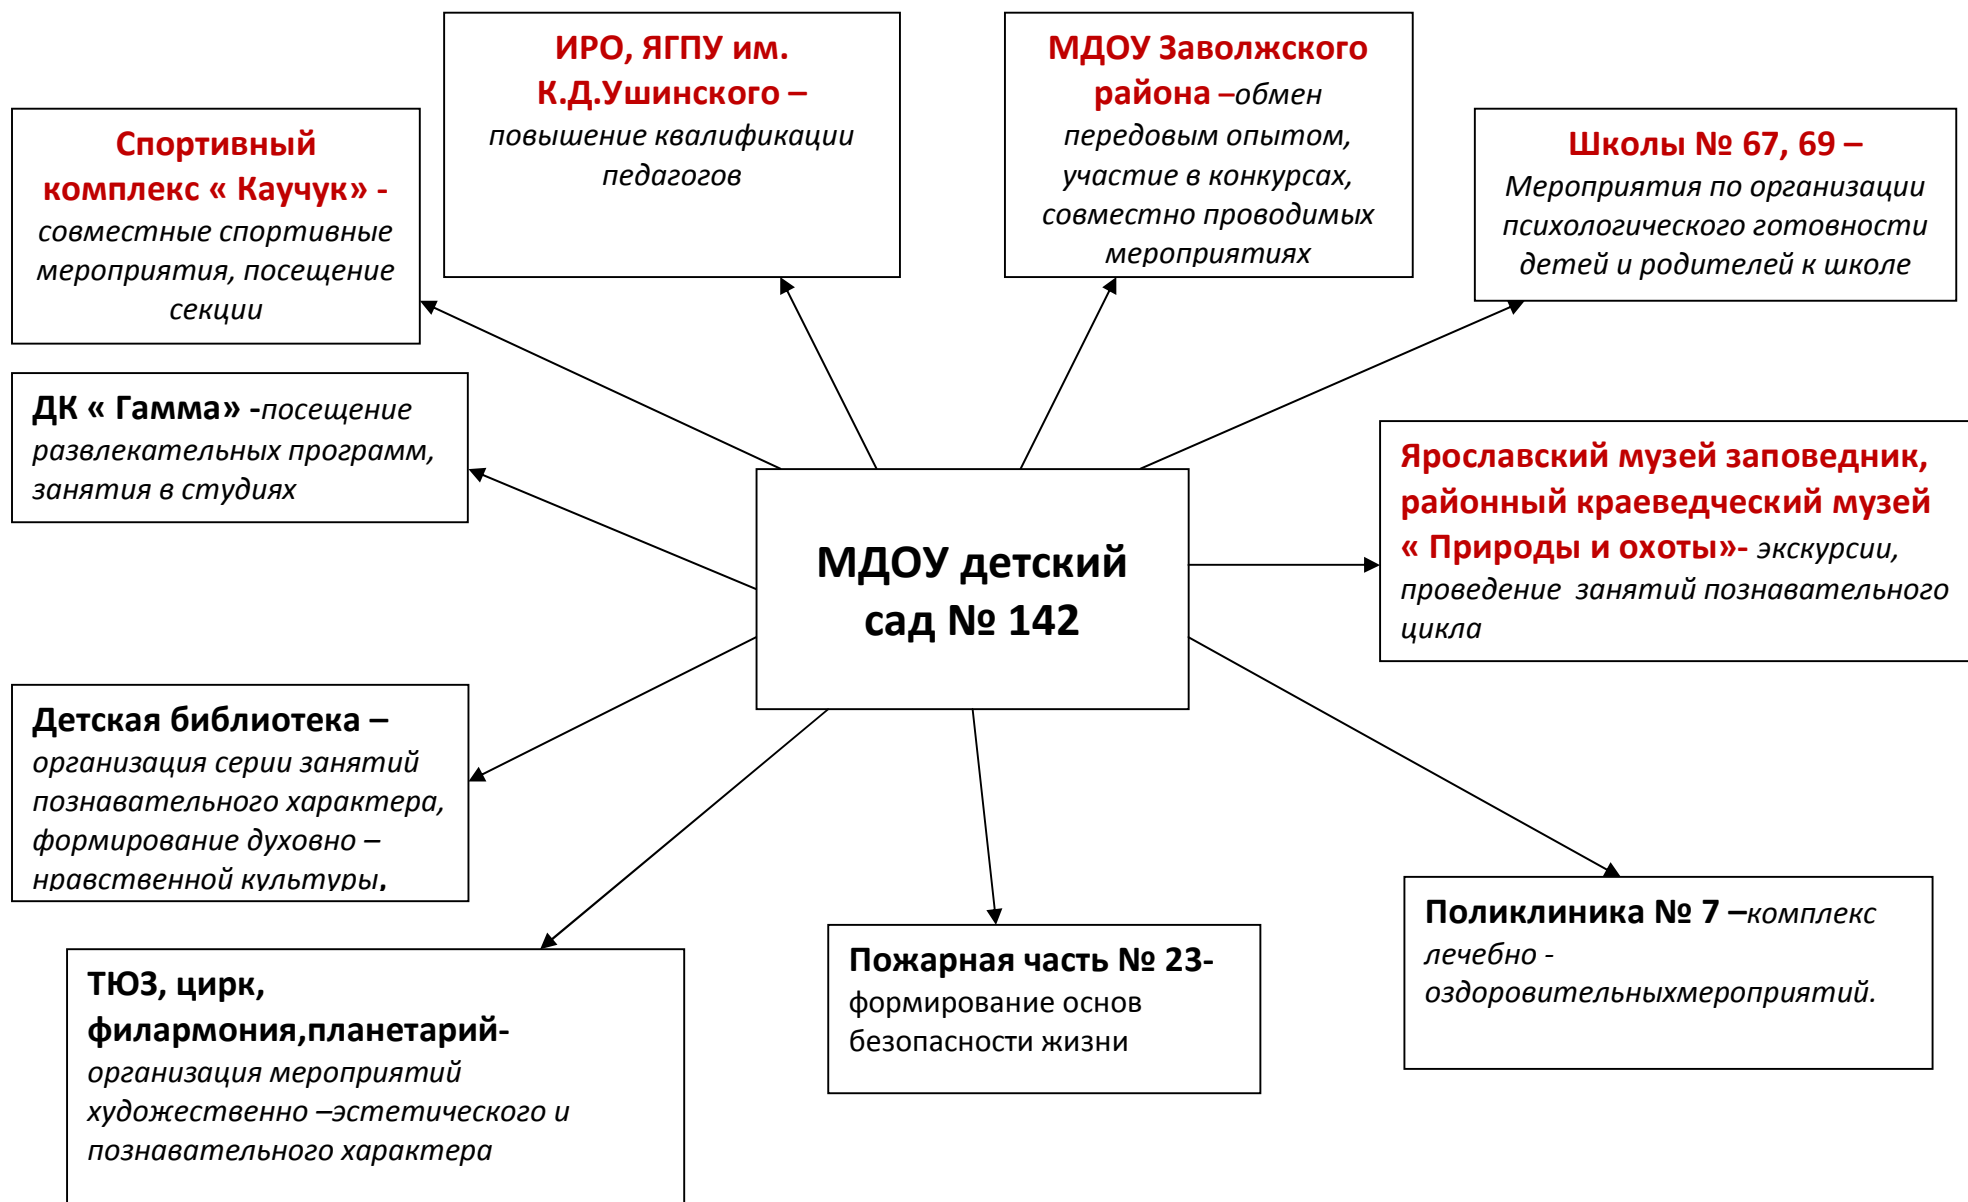 ИРО, ЯГПУ им.
К.Д.Ушинского –
повышение квалификации
педагогов
МДОУ Заволжского
района –обмен
передовым опытом,
участие в конкурсах,
совместно проводимых
мероприятиях
Спортивный
комплекс « Каучук» -
совместные спортивные
мероприятия, посещение
секции
Школы № 67, 69 –
Мероприятия по организации
психологического готовности
детей и родителей к школе
ДК « Гамма» -посещение
развлекательных программ,
занятия в студиях
Ярославский музей заповедник,
районный краеведческий музей
« Природы и охоты»- экскурсии,
проведение  занятий познавательного
цикла
МДОУ детский
сад № 142
Детская библиотека –
организация серии занятий
познавательного характера,
формирование духовно –
нравственной культуры,
Поликлиника № 7 –комплекс
лечебно -
оздоровительныхмероприятий.
Пожарная часть № 23-
формирование основ
безопасности жизни
ТЮЗ, цирк,
филармония,планетарий-
организация мероприятий
художественно –эстетического и
познавательного характера